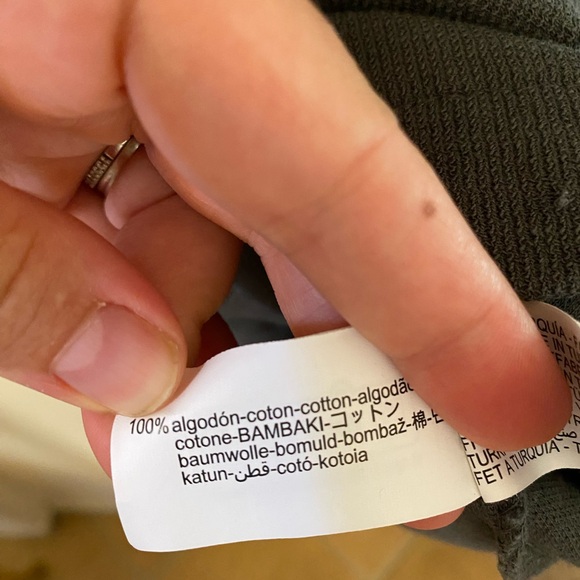 100% algodón-coton-cotton-algodão
cotone-BAMBAKI-コットン
baumwolle-bomuld-bombaž-棉-
katun-قطن-cotó-kotoia